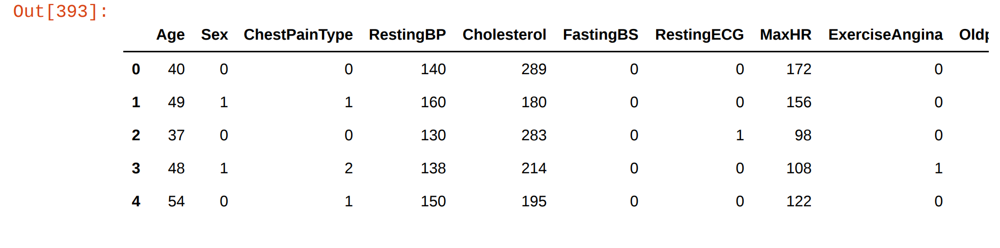 Out[393]:
Age Sex ChestPainType RestingBP Cholesterol FastingBS RestingECG MaxHR ExerciseAngina
0 40 0 0 140 289 0 0 172 0
1 49 1 1 160 180 0 0 156 0
2 37 0 0 130 283 0 1 98 0
3 48 1 2 138 214 0 0 108 1
4 54 0 1 150 195 0 0 122 0